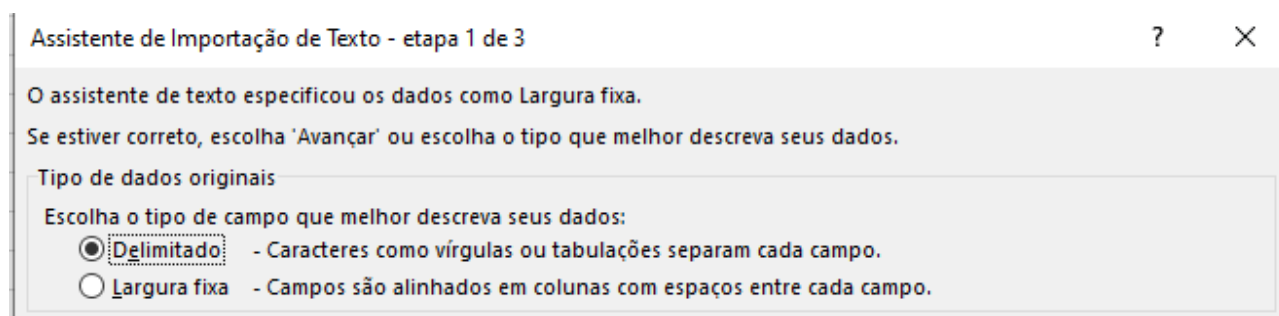 Assistente de Importação de Texto - etapa 1 de 3 ? ×
O assistente de texto especificou os dados como Largura fixa.
Se estiver correto, escolha 'Avançar' ou escolha o tipo que melhor descreva seus dados.
Tipo de dados originais
Escolha o tipo de campo que melhor descreva seus dados:
Delimitado - Caracteres como vírgulas ou tabulações separam cada campo.
Largura fixa - Campos são alinhados em colunas com espaços entre cada campo.